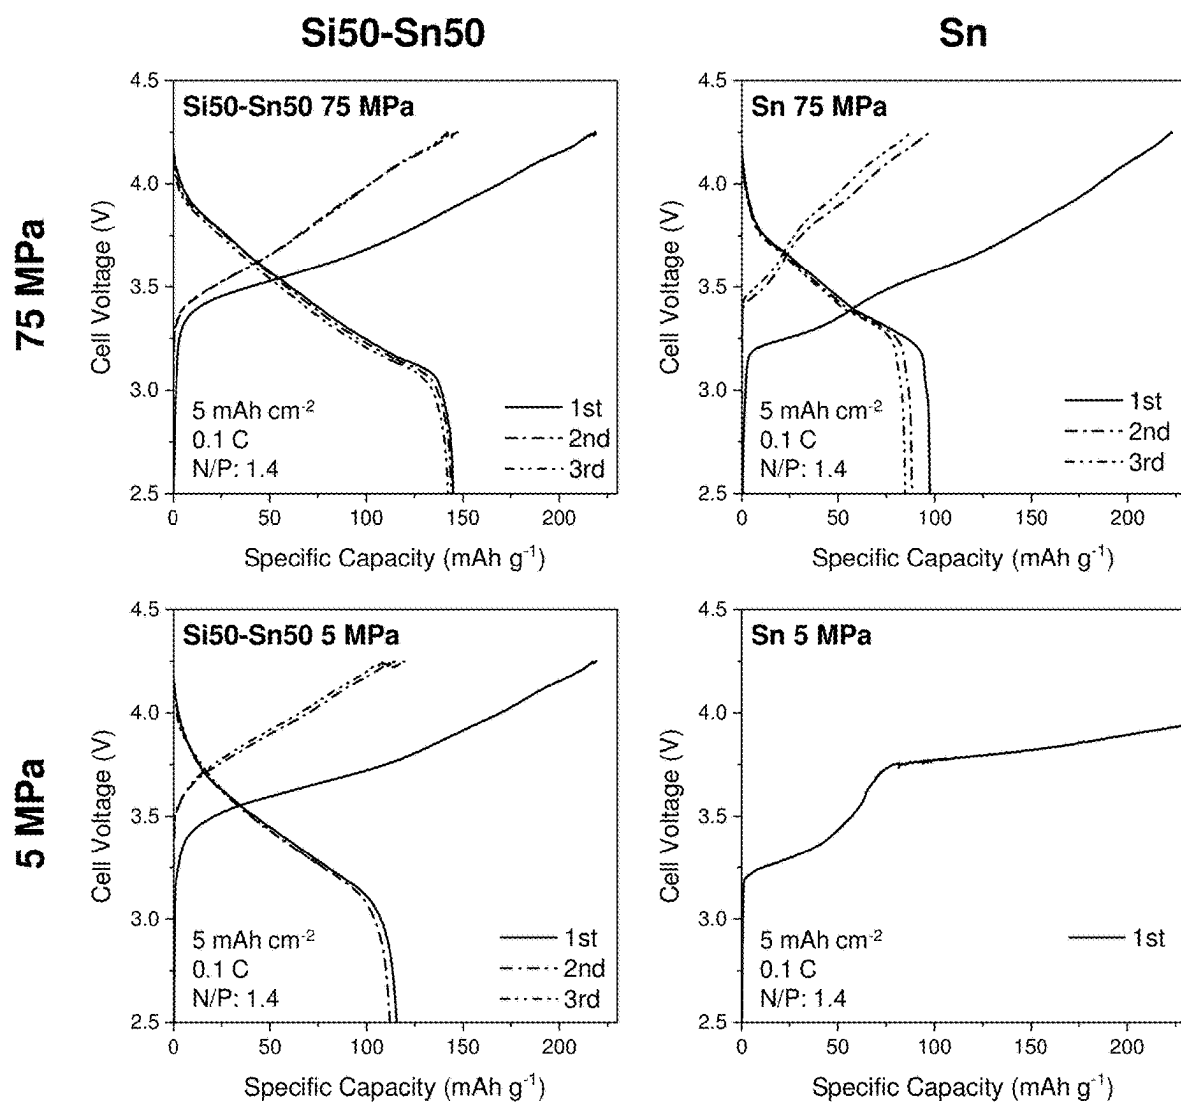 Si50-Sn50
Sn
75 MPa
4.5
4.0
3.5
3.0
2.5
Cell Voltage (V)
Si50-Sn50 75 MPa
5 mAh cm-2
0.1 C
N/P: 1.4
1st
2nd
3rd
0 50 100 150 200
Specific Capacity (mAh g-1)
4.5
4.0
3.5
3.0
2.5
Cell Voltage (V)
Sn 75 MPa
5 mAh cm-2
0.1 C
N/P: 1.4
1st
2nd
3rd
0 50 100 150 200
Specific Capacity (mAh g-1)
5 MPa
4.5
4.0
3.5
3.0
2.5
Cell Voltage (V)
Si50-Sn50 5 MPa
5 mAh cm-2
0.1 C
N/P: 1.4
1st
2nd
3rd
0 50 100 150 200
Specific Capacity (mAh g-1)
4.5
4.0
3.5
3.0
2.5
Cell Voltage (V)
Sn 5 MPa
5 mAh cm-2
0.1 C
N/P: 1.4
1st
0 50 100 150 200
Specific Capacity (mAh g-1)